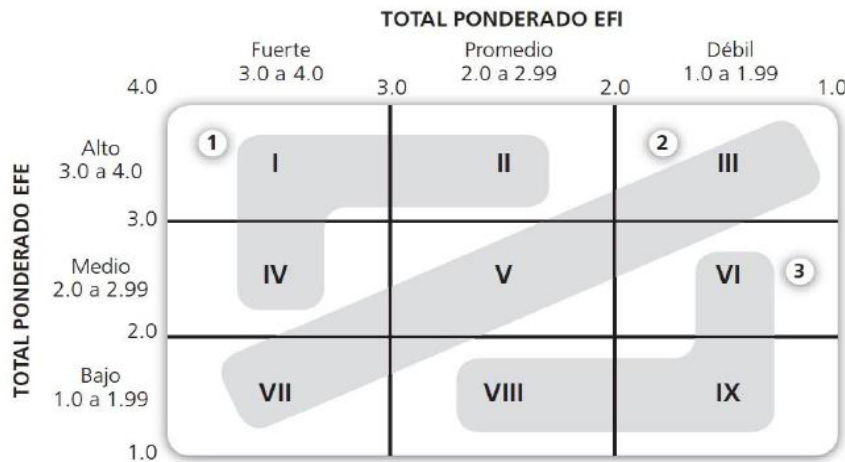 TOTAL PONDERADO EFI
Fuerte
3.0 a 4.0
Promedio
2.0 a 2.99
Débil
1.0 a 1.99
4.0
3.0
2.0
1.0
TOTAL PONDERADO EFE
Alto
3.0 a 4.0
1
I
II
2
III
3.0
Medio
2.0 a 2.99
IV
V
VI
3
2.0
Bajo
1.0 a 1.99
VII
VIII
IX
1.0